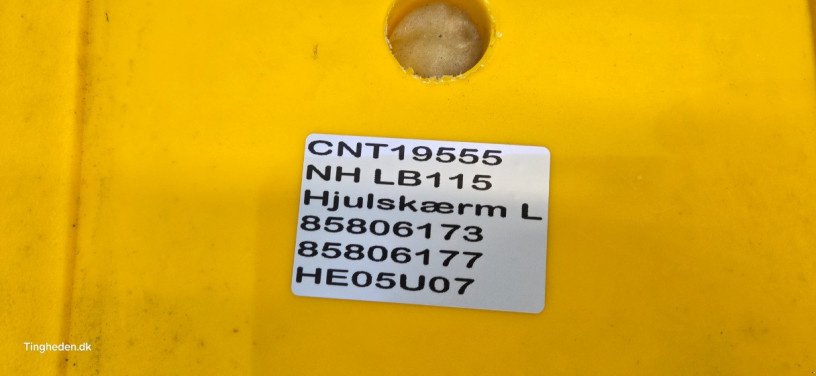 CNT19555
NH LB115
Hjulskærm L
85806173
85806177
HE05U07
Tingheden.dk